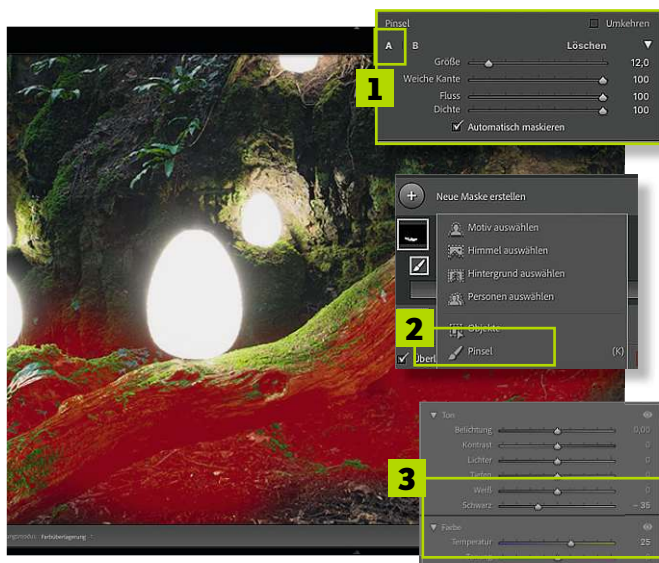 Pinsel Umkehren
A B Löschen
Größe 12,0
Weiche Kante 100
1
Fluss 100
Dichte 100
Automatisch maskieren
Neue Maske erstellen
Motiv auswählen
Himmel auswählen
Hintergrund auswählen
Personen auswählen
2
Objekte
Pinsel (K)
Überl
Ton
Belichtung 0,00
Kontrast 0
Lichter 0
Tiefen 0
3
Weiß 0
Schwarz – 35
Farbe
Temperatur 25
ungsmodus: Farbüberlagerung